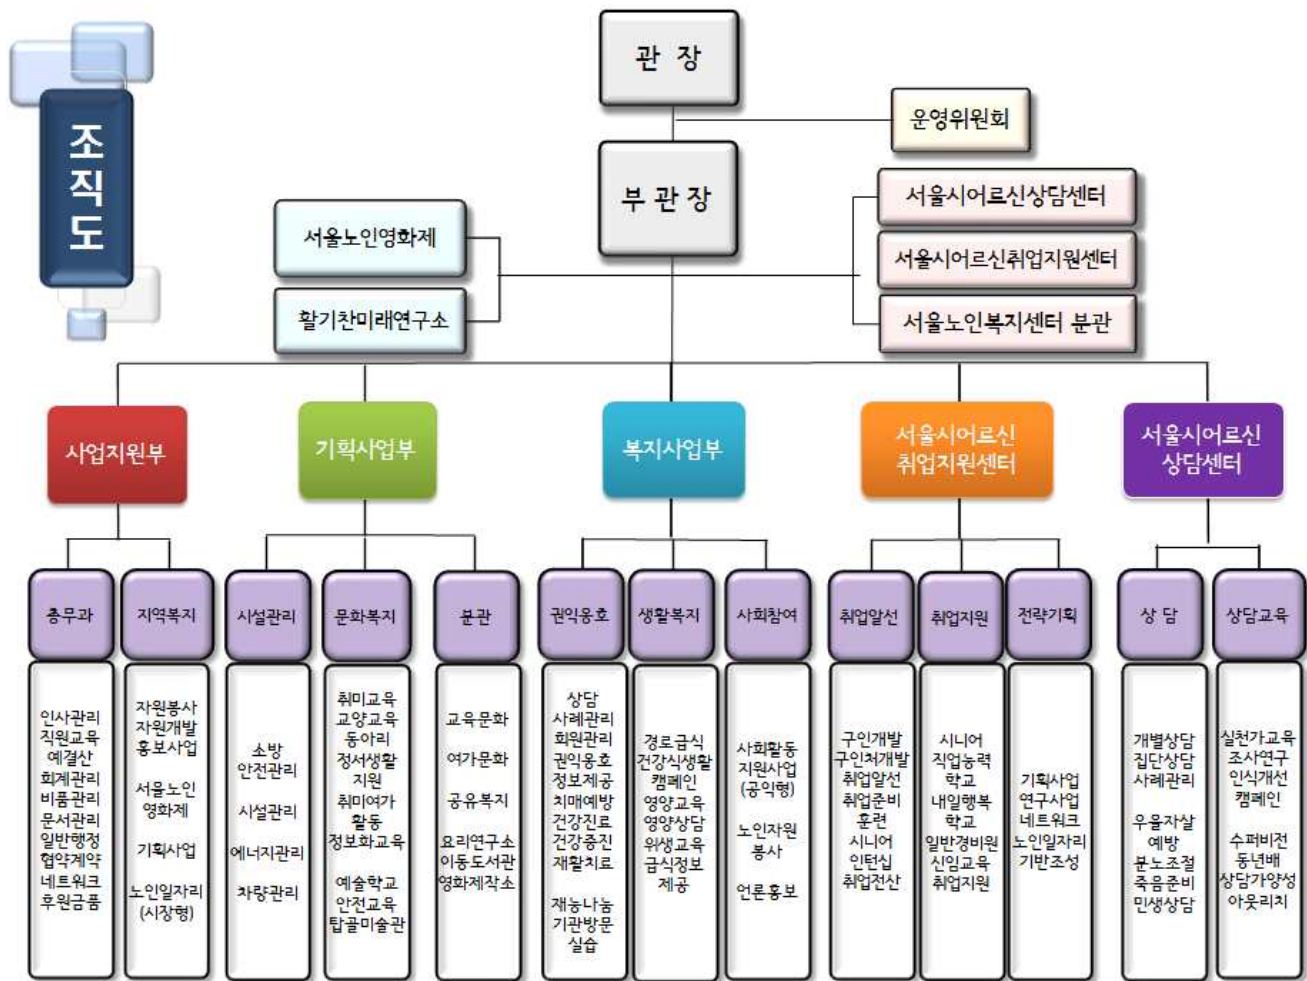 조직도
관 장
운영위원회
부 관 장
서울시어르신상담센터
서울노인영화제
서울시어르신취업지원센터
활기찬미래연구소
서울노인복지센터 분관
사업지원부
기획사업부
복지사업부
서울시어르신
취업지원센터
서울시어르신
상담센터
총무과
지역복지
시설관리
문화복지
분관
권익옹호
생활복지
사회참여
취업알선
취업지원
전략기획
상 담
상담교육
인사관리
직원교육
예결산
회계관리
비품관리
문서관리
일반행정
협약계약
네트워크
후원금품
자원봉사
자원개발
홍보사업
서울노인
영화제
기획사업
노인일자리
(시장형)
소방
안전관리
시설관리
에너지관리
차량관리
취미교육
교양교육
동아리
정서생활
지원
취미여가
활동
정보화교육
예술학교
안전교육
탑골미술관
교육문화
여가문화
공유복지
요리연구소
이동도서관
영화제작소
상담
사례관리
회원관리
권익옹호
정보제공
치매예방
건강진료
건강증진
재활치료
재능나눔
기관방문
실습
경로급식
건강식생활
캠페인
영양교육
영양상담
위생교육
급식정보
제공
사회활동
지원사업
(공익형)
노인자원
봉사
언론홍보
구인개발
구인처개발
취업알선
취업준비
훈련
시니어
인턴십
취업전산
시니어
직업능력
학교
내일행복
학교
일반경비원
신임교육
취업지원
기획사업
연구사업
네트워크
노인일자리
기반조성
개별상담
집단상담
사례관리
우울자살
예방
분노조절
죽음준비
민생상담
실천가교육
조사연구
인식개선
캠페인
수퍼비전
동년배
상담가양성
아웃리치